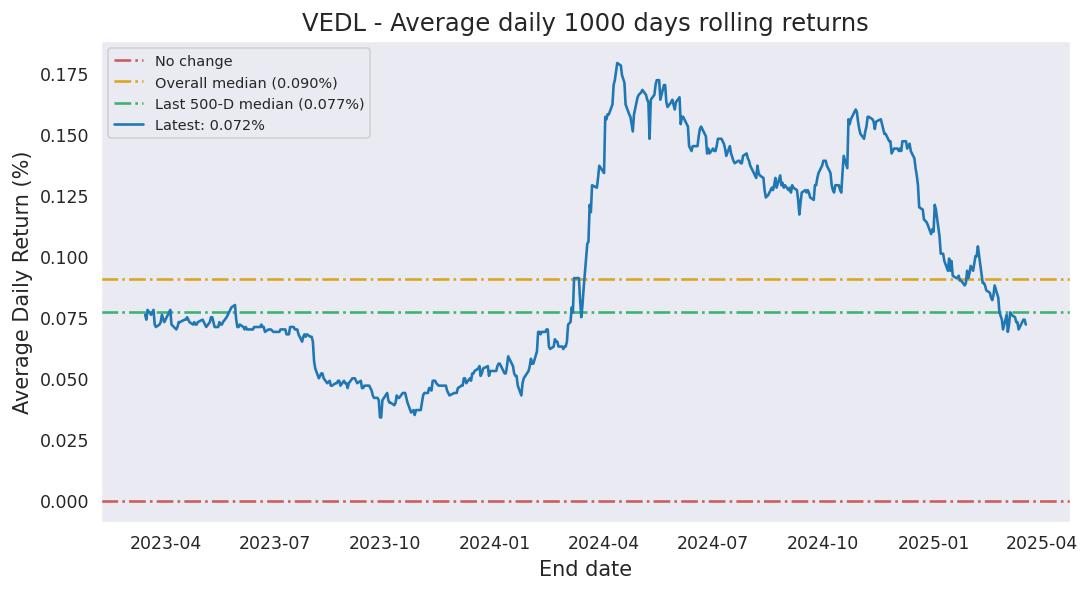 VEDL - Average daily 1000 days rolling returns
No change
Overall median (0.090%)
Last 500-D median (0.077%)
Latest: 0.072%
Average Daily Return (%)
0.175
0.150
0.125
0.100
0.075
0.050
0.025
0.000
2023-04 2023-07 2023-10 2024-01 2024-04 2024-07 2024-10 2025-01 2025-04
End date